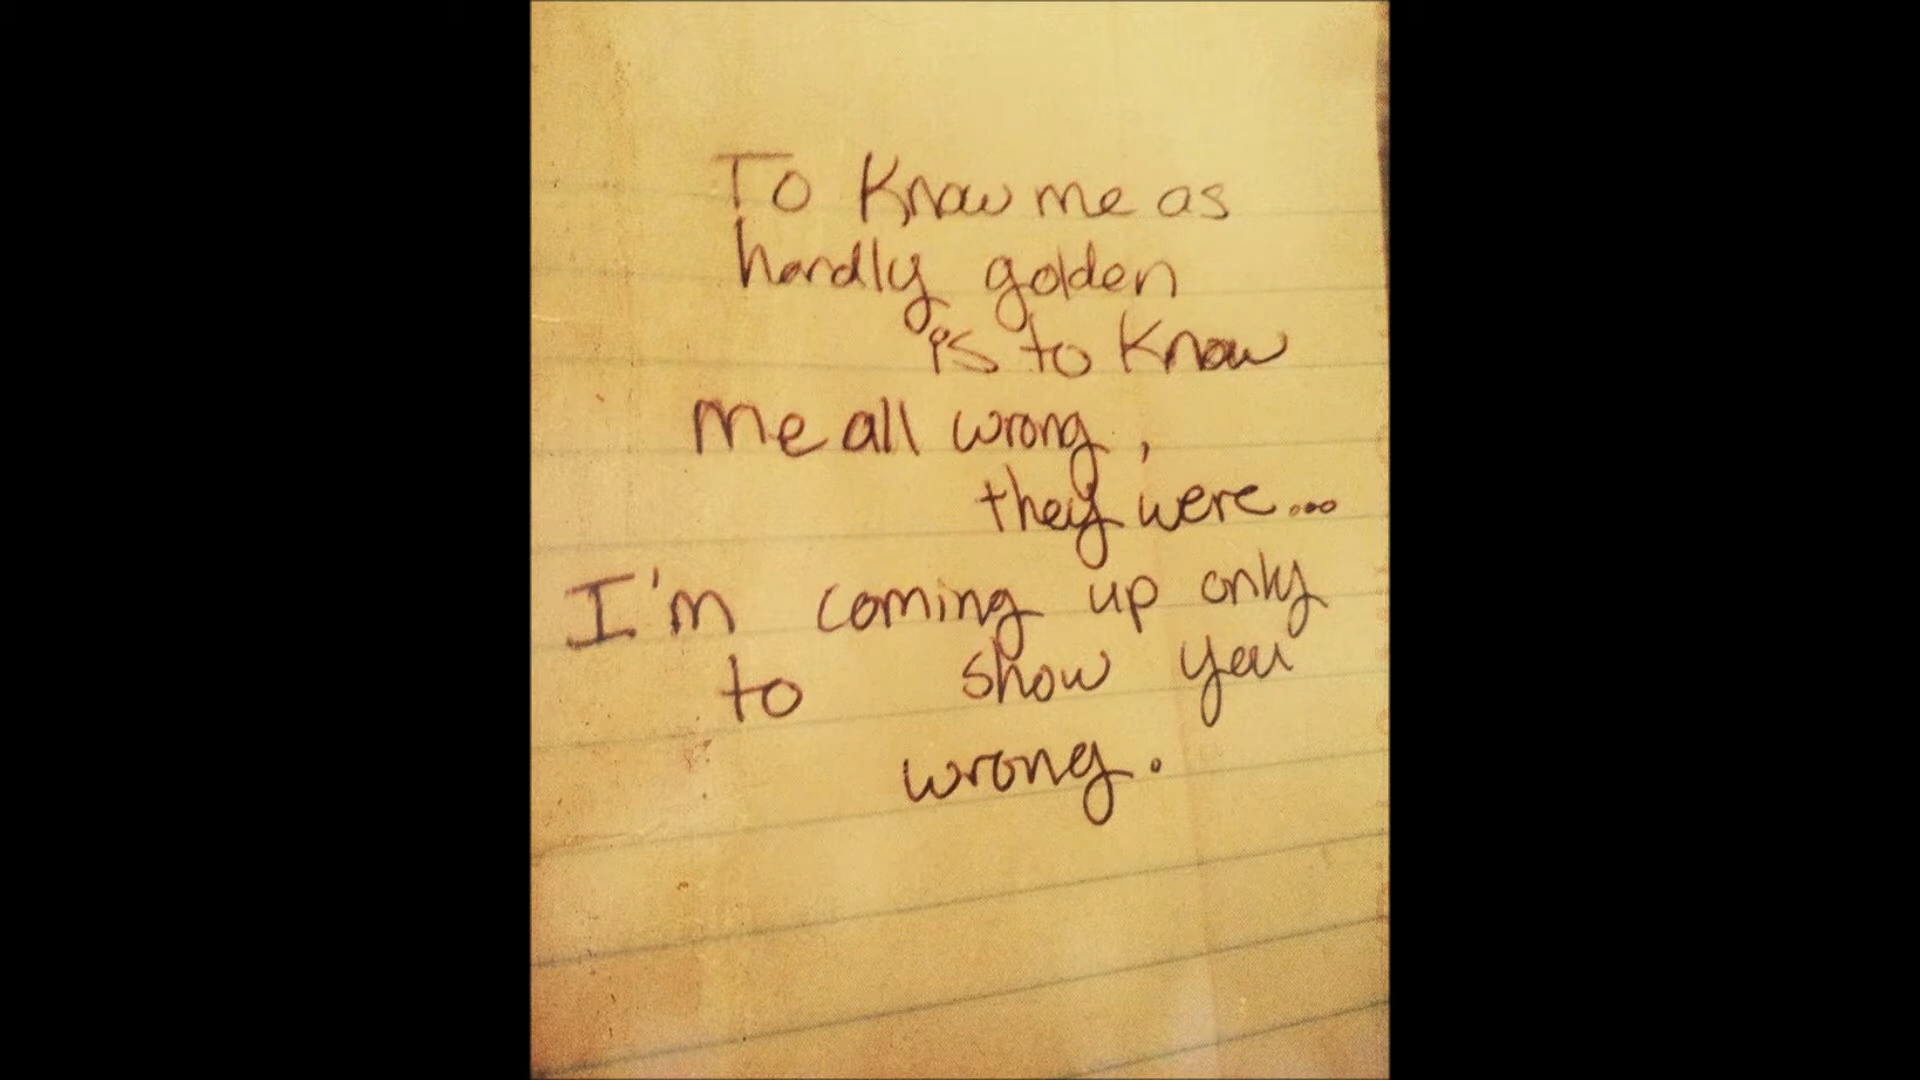 To Know me as
hardly golden
is to Know
me all wrong,
they were...
I'm coming up only
to show you
wrong.